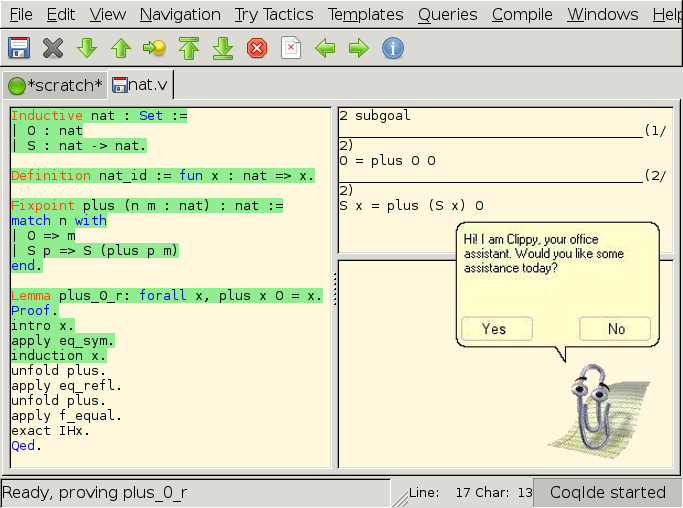 File Edit View Navigation Try Tactics Templates Queries Compile Windows Help
*scratch* nat.v
Inductive nat : Set :=
| O : nat
| S : nat -> nat.
Definition nat_id := fun x : nat => x.
Fixpoint plus (n m : nat) : nat :=
match n with
| O => m
| S p => S (plus p m)
end.
Lemma plus_O_r: forall x, plus x O = x.
Proof.
intro x.
apply eq_sym.
induction x.
unfold plus.
apply eq_refl.
unfold plus.
apply f_equal.
exact IHx.
Qed.
2 subgoal
(1/
2)
O = plus O O
(2/
2)
S x = plus (S x) O
Hi! I am Clippy, your office
assistant. Would you like some
assistance today?
Yes No
Ready, proving plus_O_r Line: 17 Char: 13 CoqIde started